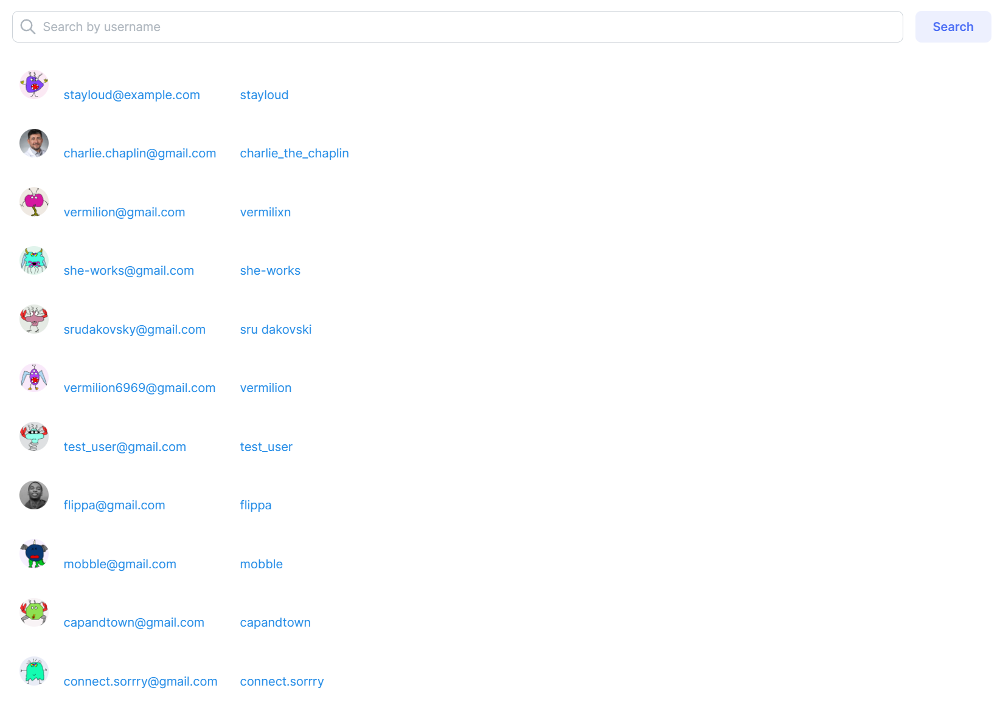 Search by username
Search
stayloud@example.com stayloud
charlie.chaplin@gmail.com charlie_the_chaplin
vermilion@gmail.com vermilixn
she-works@gmail.com she-works
srudakovsky@gmail.com sru dakovski
vermilion6969@gmail.com vermilion
test_user@gmail.com test_user
flippa@gmail.com flippa
mobble@gmail.com mobble
capandtown@gmail.com capandtown
connect.sorrry@gmail.com connect.sorrry